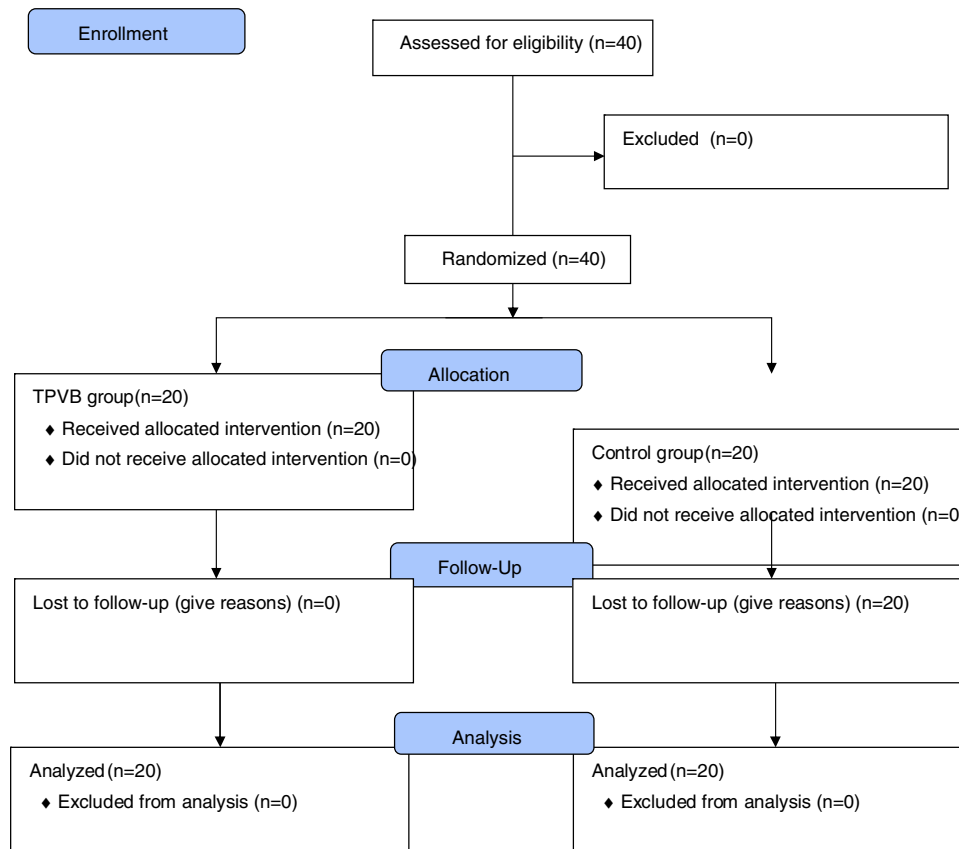 Enrollment
Assessed for eligibility (n=40)
Excluded (n=0)
Randomized (n=40)
Allocation
TPVB group(n=20)
♦ Received allocated intervention (n=20)
♦ Did not receive allocated intervention (n=0)
Control group(n=20)
♦ Received allocated intervention (n=20)
♦ Did not receive allocated intervention (n=0
Follow-Up
Lost to follow-up (give reasons) (n=0)
Lost to follow-up (give reasons) (n=20)
Analysis
Analyzed(n=20)
♦ Excluded from analysis (n=0)
Analyzed(n=20)
♦ Excluded from analysis (n=0)